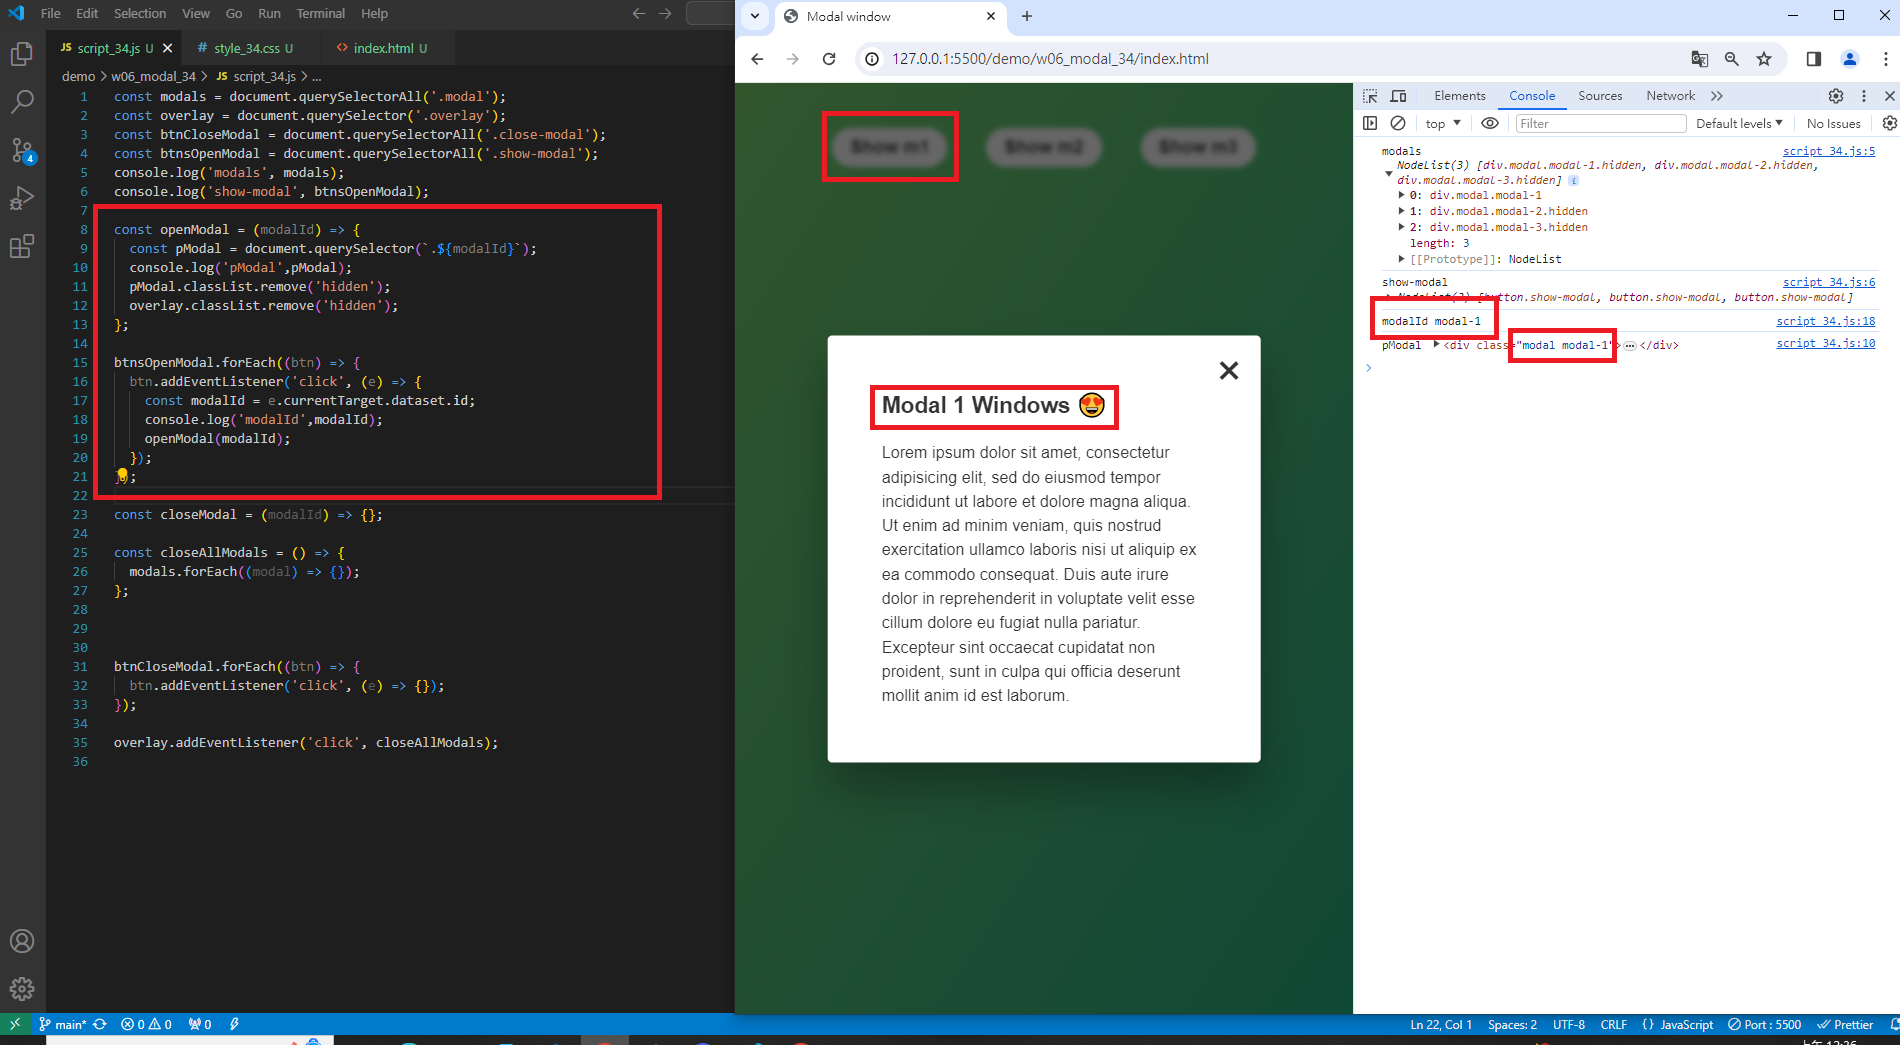 File Edit Selection View Go Run Terminal Help
JS script_34.js U × # style_34.css U <> index.html U
demo > w06_modal_34 > JS script_34.js > ...
1 const modals = document.querySelectorAll('.modal');
2 const overlay = document.querySelector('.overlay');
3 const btnCloseModal = document.querySelectorAll('.close-modal');
4 const btnsOpenModal = document.querySelectorAll('.show-modal');
5 console.log('modals', modals);
6 console.log('show-modal', btnsOpenModal);
7
8 const openModal = (modalId) => {
9 const pModal = document.querySelector(`.${modalId}`);
10 console.log('pModal',pModal);
11 pModal.classList.remove('hidden');
12 overlay.classList.remove('hidden');
13 };
14
15 btnsOpenModal.forEach((btn) => {
16 btn.addEventListener('click', (e) => {
17 const modalId = e.currentTarget.dataset.id;
18 console.log('modalId',modalId);
19 openModal(modalId);
20 });
21 });
22
23 const closeModal = (modalId) => {};
24
25 const closeAllModals = () => {
26 modals.forEach((modal) => {});
27 };
28
29
30
31 btnCloseModal.forEach((btn) => {
32 btn.addEventListener('click', (e) => {});
33 });
34
35 overlay.addEventListener('click', closeAllModals);
36
4
main* 0 0 0
Ln 22, Col 1 Spaces: 2 UTF-8 CRLF {} JavaScript Port : 5500 Prettier
Modal window
127.0.0.1:5500/demo/w06_modal_34/index.html
Show m1 Show m2 Show m3
Modal 1 Windows 😍
Lorem ipsum dolor sit amet, consectetur
adipisicing elit, sed do eiusmod tempor
incididunt ut labore et dolore magna aliqua.
Ut enim ad minim veniam, quis nostrud
exercitation ullamco laboris nisi ut aliquip ex
ea commodo consequat. Duis aute irure
dolor in reprehenderit in voluptate velit esse
cillum dolore eu fugiat nulla pariatur.
Excepteur sint occaecat cupidatat non
proident, sunt in culpa qui officia deserunt
mollit anim id est laborum.
Elements Console Sources Network »
top Filter Default levels No Issues
modals script 34.js:5
NodeList(3) [div.modal.modal-1.hidden, div.modal.modal-2.hidden,
div.modal.modal-3.hidden] i
0: div.modal.modal-1
1: div.modal.modal-2.hidden
2: div.modal.modal-3.hidden
length: 3
[[Prototype]]: NodeList
show-modal script 34.js:6
NodeList(3) [button.show-modal, button.show-modal, button.show-modal]
modalId modal-1 script 34.js:18
pModal <div class="modal modal-1">…</div> script 34.js:10